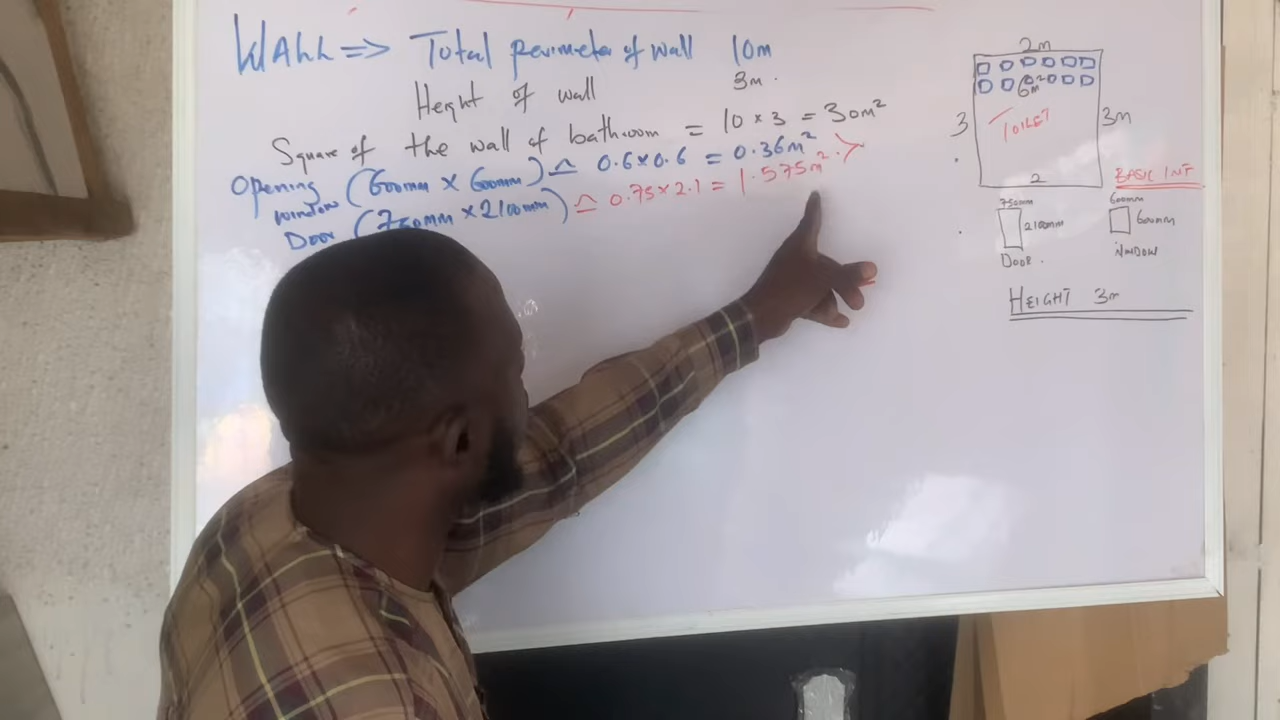 WALL => Total perimeter of wall 10m
Height of wall 3m.
Square of the wall of bathroom = 10 × 3 = 30m²
Opening (600mm × 600mm) ≏ 0.6×0.6 = 0.36m²
window
Door (750mm × 2100mm) ≏ 0.75×2.1 = 1.575m².
2m
6m²
3
TOILET
3m
2
BASIC INT
750mm
2100mm
DOOR.
600mm
600mm
WINDOW
HEIGHT 3m